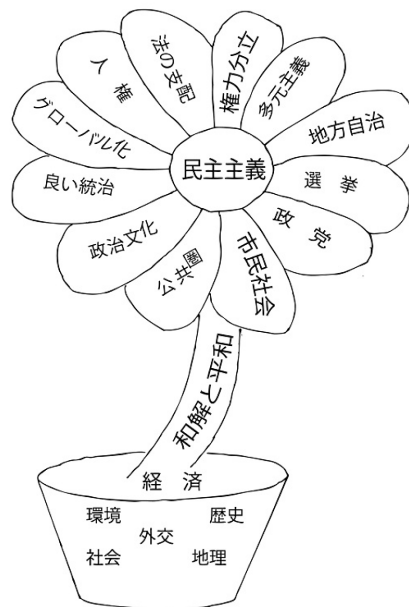 法の支配
権力分立
多元主義
人権
グローバル化
地方自治
民主主義
良い統治
選挙
政治文化
政党
公共圏
市民社会
和解と平和
経済
環境
歴史
外交
社会
地理